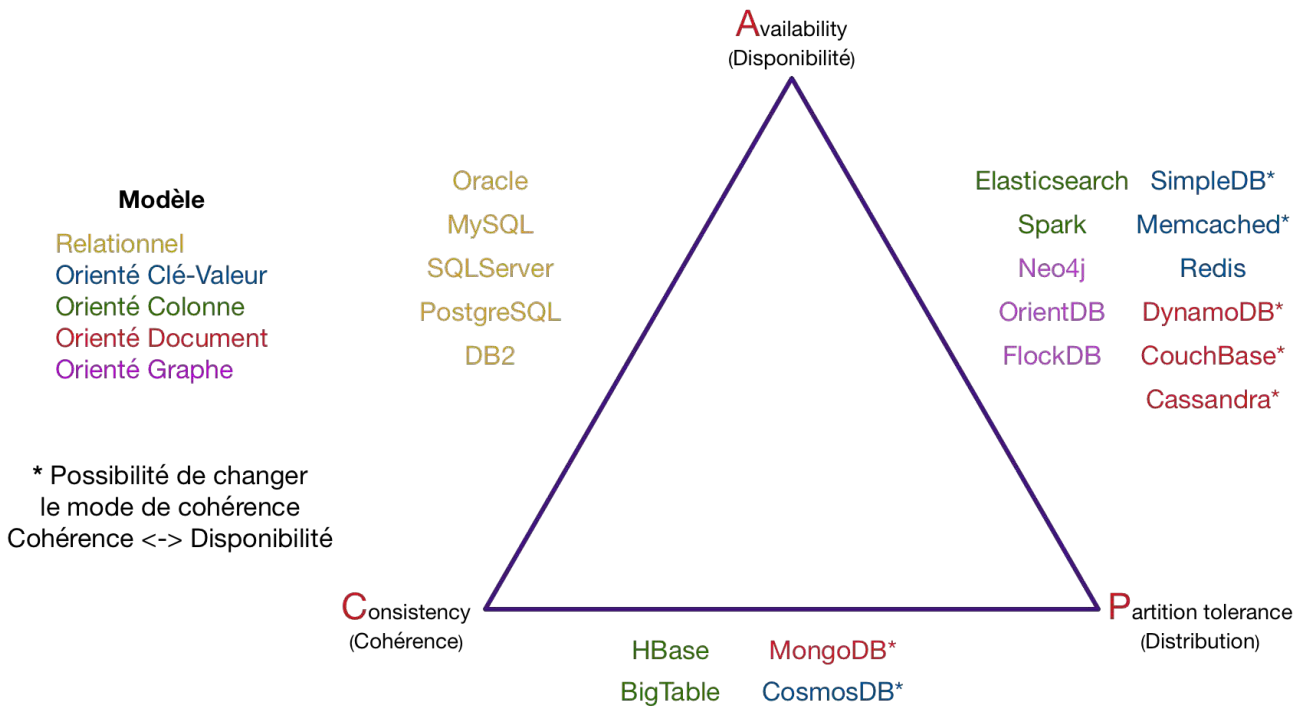 Availability
(Disponibilité)
Modèle
Relationnel
Orienté Clé-Valeur
Orienté Colonne
Orienté Document
Orienté Graphe
* Possibilité de changer
le mode de cohérence
Cohérence <-> Disponibilité
Oracle
MySQL
SQLServer
PostgreSQL
DB2
Elasticsearch SimpleDB*
Spark Memcached*
Neo4j Redis
OrientDB DynamoDB*
FlockDB CouchBase*
Cassandra*
Consistency
(Cohérence)
Partition tolerance
(Distribution)
HBase MongoDB*
BigTable CosmosDB*